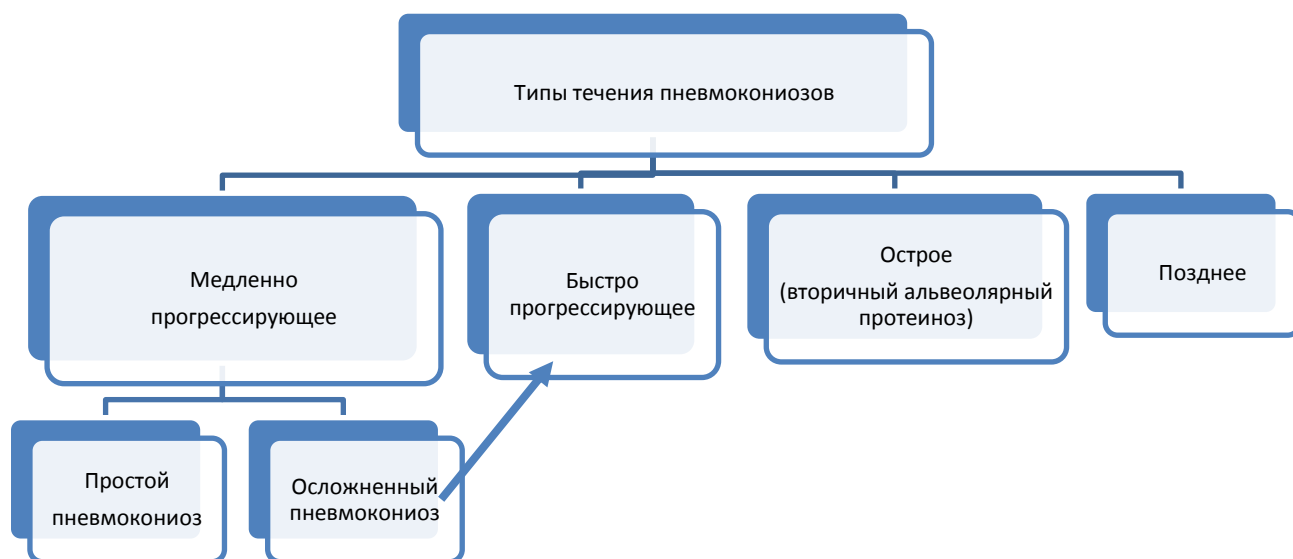 Типы течения пневмокониозов
Медленно
прогрессирующее
Быстро
прогрессирующее
Острое
(вторичный альвеолярный
протеиноз)
Позднее
Простой
пневмокониоз
Осложненный
пневмокониоз